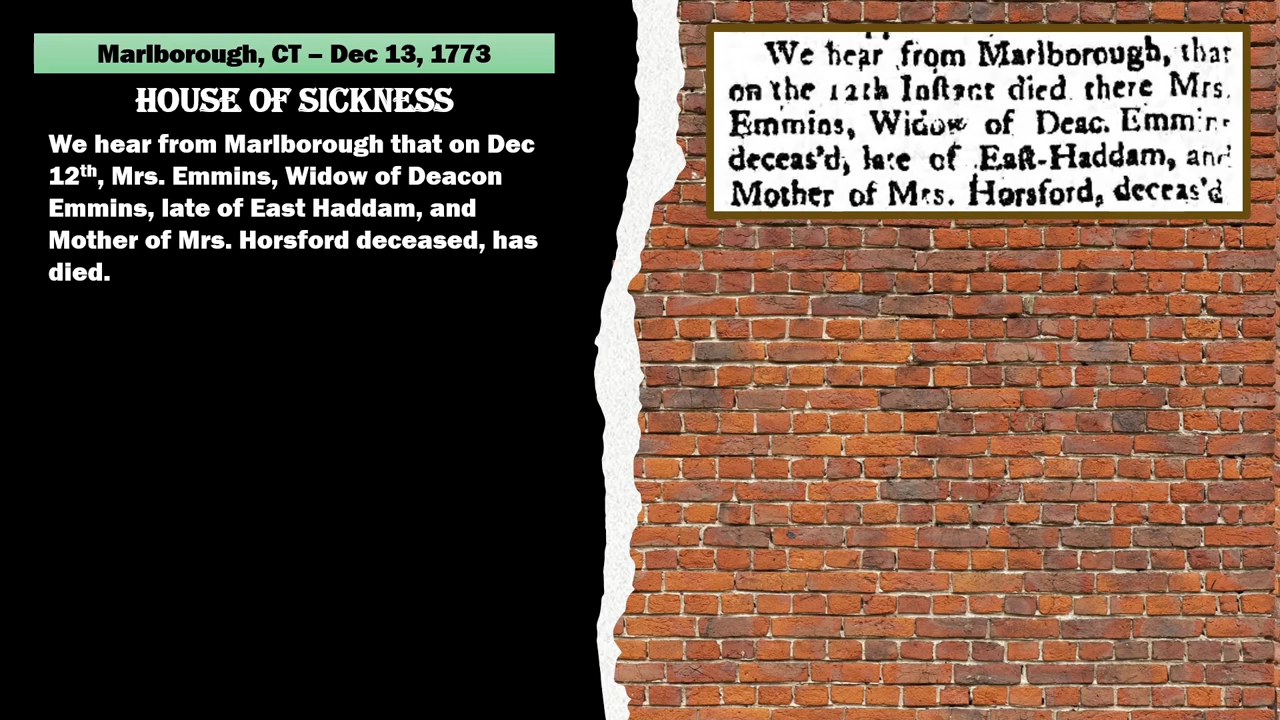 Marlborough, CT – Dec 13, 1773
HOUSE OF SICKNESS
We hear from Marlborough that on Dec
12th, Mrs. Emmins, Widow of Deacon
Emmins, late of East Haddam, and
Mother of Mrs. Horsford deceased, has
died.
We hear from Marlborough, that
on the 12th Inſtant died there Mrs.
Emmins, Widow of Deac. Emmins
deceas'd, late of Eaſt-Haddam, and
Mother of Mrs. Horsford, deceas'd